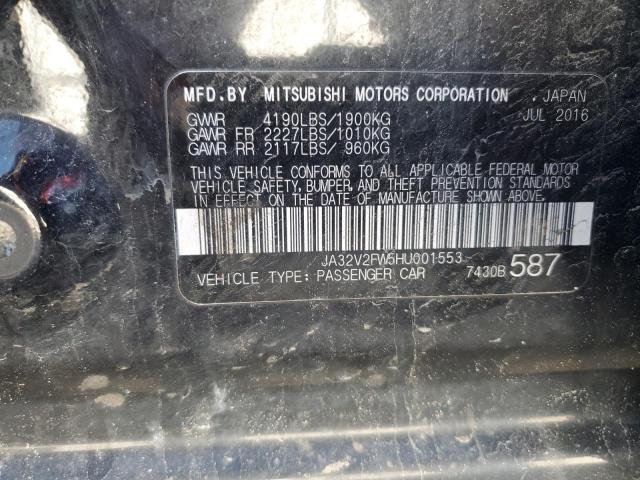 MFD.BY MITSUBISHI MOTORS CORPORATION JAPAN
JUL 2016
GVWR 4190LBS/1900KG
GAWR FR 2227LBS/1010KG
GAWR RR 2117LBS/ 960KG
THIS VEHICLE CONFORMS TO ALL APPLICABLE FEDERAL MOTOR
VEHICLE SAFETY, BUMPER, AND THEFT PREVENTION STANDARDS
IN EFFECT ON THE DATE OF MANUFACTURE SHOWN ABOVE.
JA32V2FW5HU001553
VEHICLE TYPE: PASSENGER CAR 7430B 587